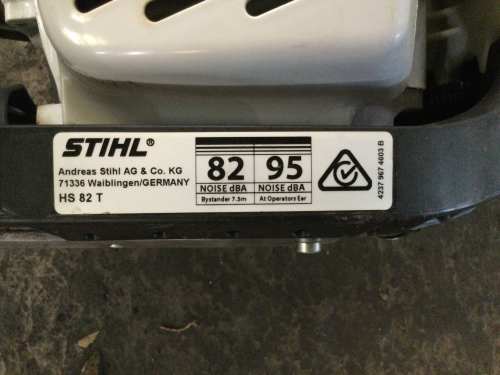 STIHL®
Andreas Stihl AG & Co. KG
71336 Waiblingen/GERMANY
HS 82 T
82
NOISE dBA
Bystander 7.5m
95
NOISE dBA
At Operators Ear
4237 967 4603 B